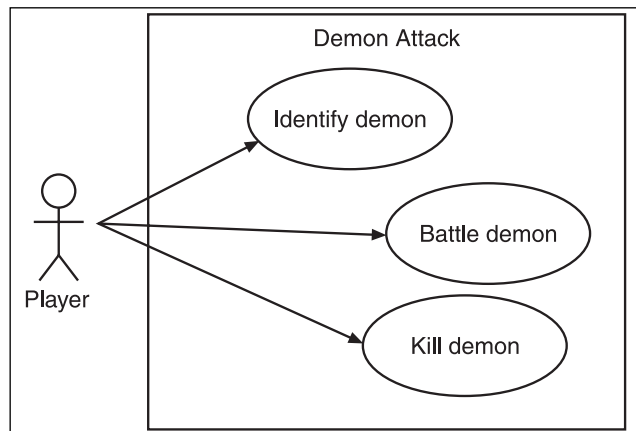 Demon Attack
Identify demon
Battle demon
Player
Kill demon